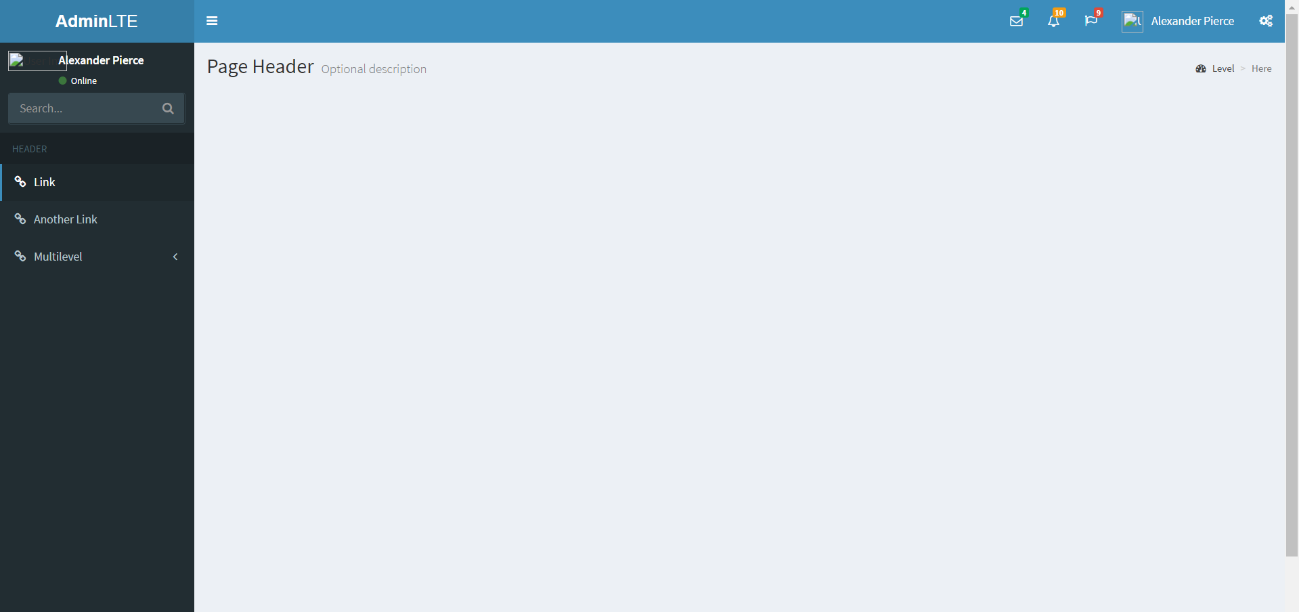 AdminLTE
4
10
9
Alexander Pierce
Alexander Pierce
Online
Search...
Page Header Optional description
Level > Here
HEADER
Link
Another Link
Multilevel